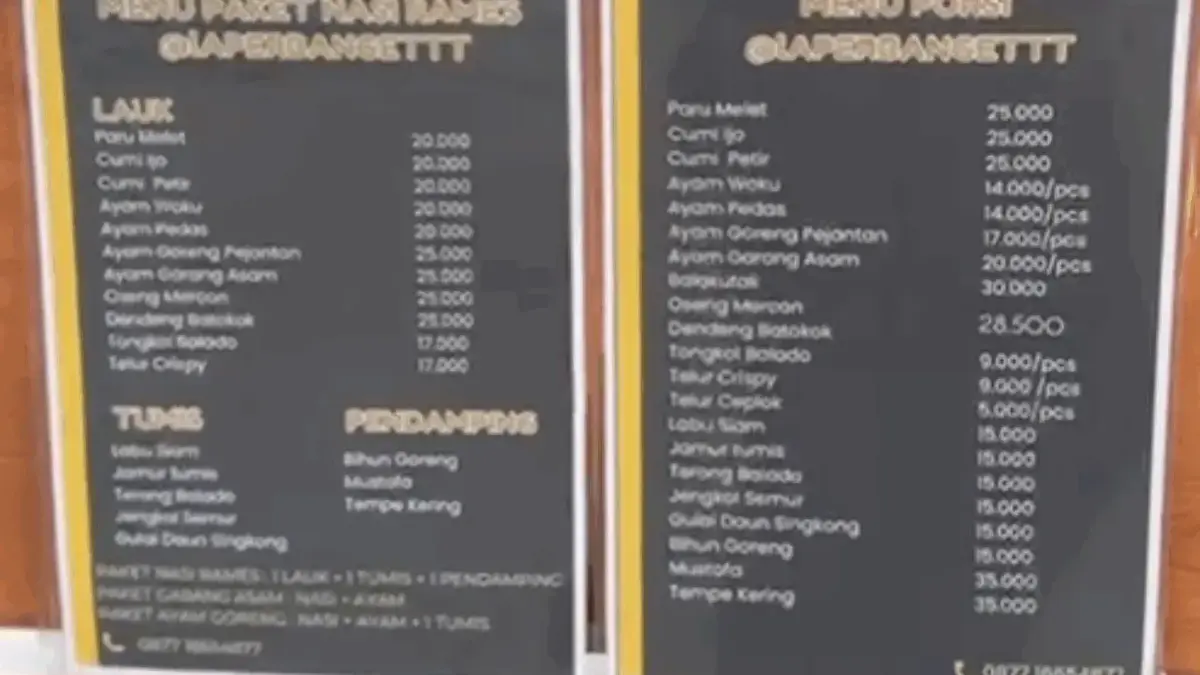 MENU PAKET NASI RAMES
@LAPERBANGETTT
LAUK
Paru Melet 20.000
Cumi Ijo 20.000
Cumi Petir 20.000
Ayam Woku 20.000
Ayam Pedas 20.000
Ayam Goreng Pejantan 25.000
Ayam Garang Asam 25.000
Oseng Mercon 25.000
Dendeng Batokok 25.000
Tongkol Balado 17.500
Telur Crispy 17.000
TUMIS
Labu Siam
Jamur tumis
Terong Balado
Jengkol Semur
Gulai Daun Singkong
PENDAMPING
Bihun Goreng
Mustofa
Tempe Kering
PAKET NASI RAMES : 1 LAUK + 1 TUMIS + 1 PENDAMPING
PAKET GARANG ASAM : NASI + AYAM
PAKET AYAM GORENG : NASI + AYAM + 1 TUMIS
0877
MENU PORSI
@LAPERBANGETTT
Paru Melet 25.000
Cumi Ijo 25.000
Cumi Petir 25.000
Ayam Woku 14.000/pcs
Ayam Pedas 14.000/pcs
Ayam Goreng Pejantan 17.000/pcs
Ayam Garang Asam 20.000/pcs
Balakutak 30.000
Oseng Mercon
Dendeng Batokok 28.500
Tongkol Balado 9.000/pcs
Telur Crispy 9.000 /pcs
Telur Ceplok 5.000/pcs
Labu Siam 15.000
Jamur tumis 15.000
Terong Balado 15.000
Jengkol Semur 15.000
Gulai Daun Singkong 15.000
Bihun Goreng 15.000
Mustofa 35.000
Tempe Kering 35.000
0877